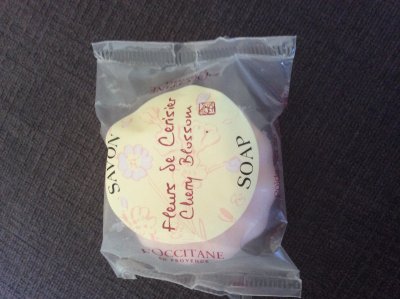 SAVON
Fleurs de Cerisier
Cherry Blossom
SOAP
L'OCCITANE
EN PROVENCE